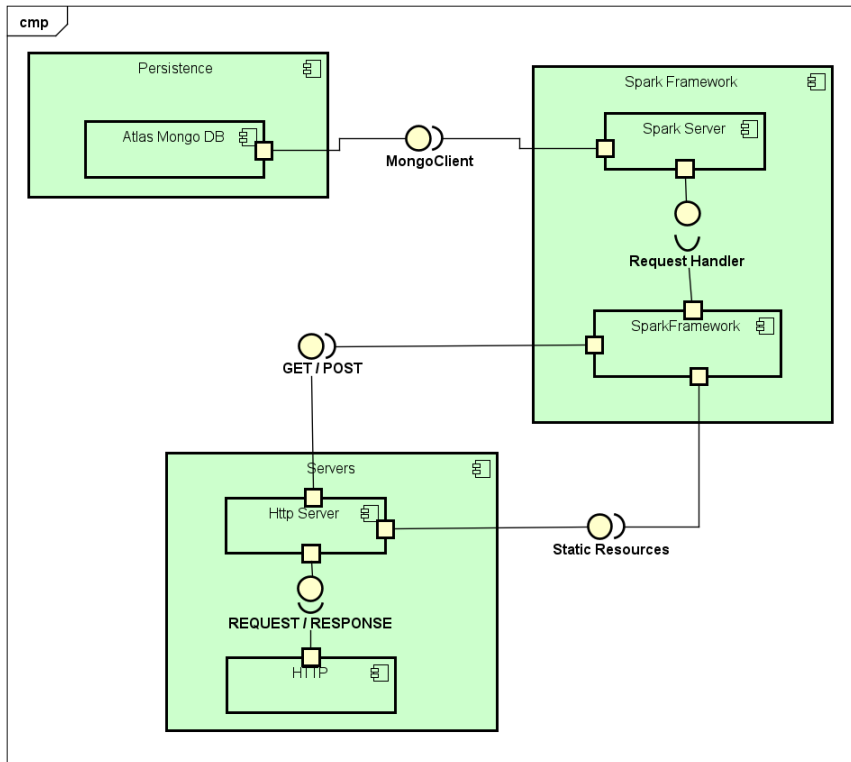 cmp
Persistence
Atlas Mongo DB
MongoClient
Spark Framework
Spark Server
Request Handler
SparkFramework
GET / POST
Servers
Http Server
Static Resources
REQUEST / RESPONSE
HTTP